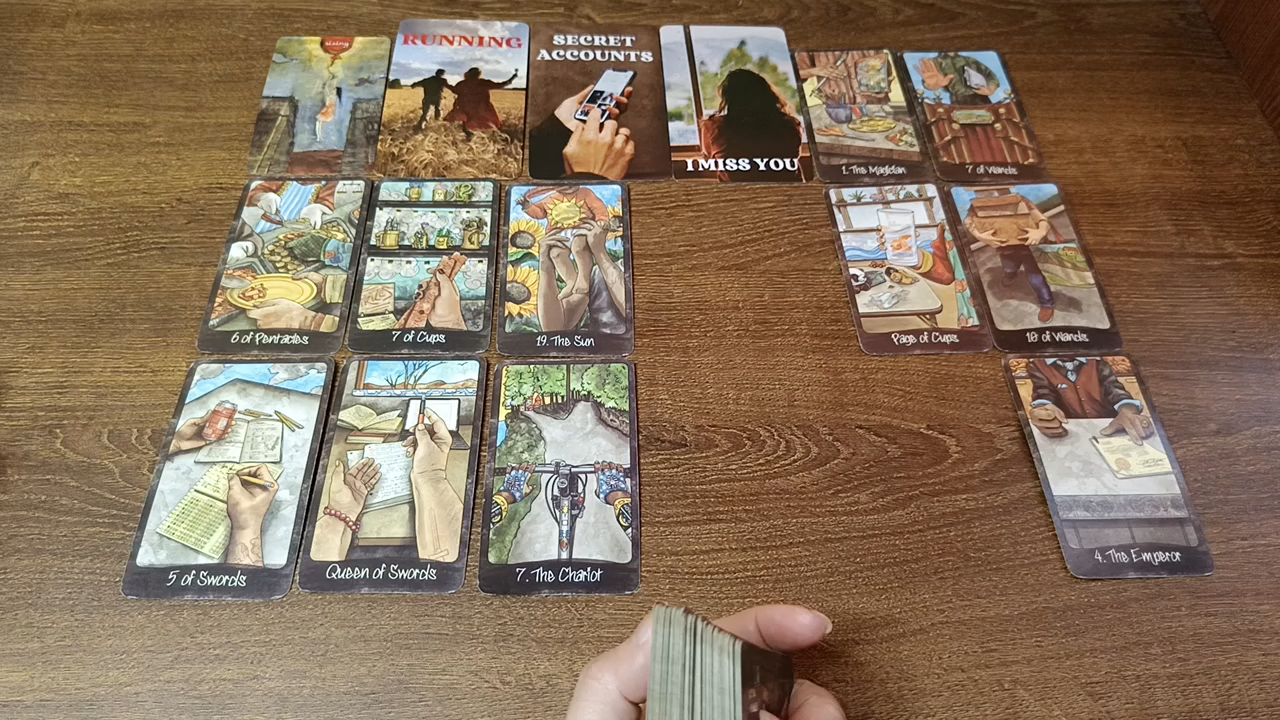 rising
RUNNING
SECRET
ACCOUNTS
I MISS YOU
1. The Magician
7 of Wands
6 of Pentacles
7 of Cups
19. The Sun
Page of Cups
10 of Wands
5 of Swords
Queen of Swords
7. The Chariot
4. The Emperor